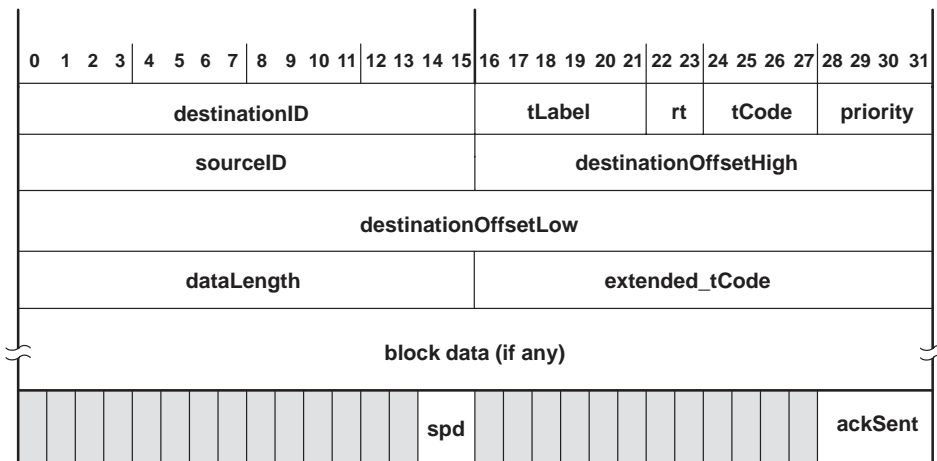 0 1 2 3 4 5 6 7 8 9 10 11 12 13 14 15 16 17 18 19 20 21 22 23 24 25 26 27 28 29 30 31
destinationID tLabel rt tCode priority
sourceID destinationOffsetHigh
destinationOffsetLow
dataLength extended_tCode
block data (if any)
spd ackSent